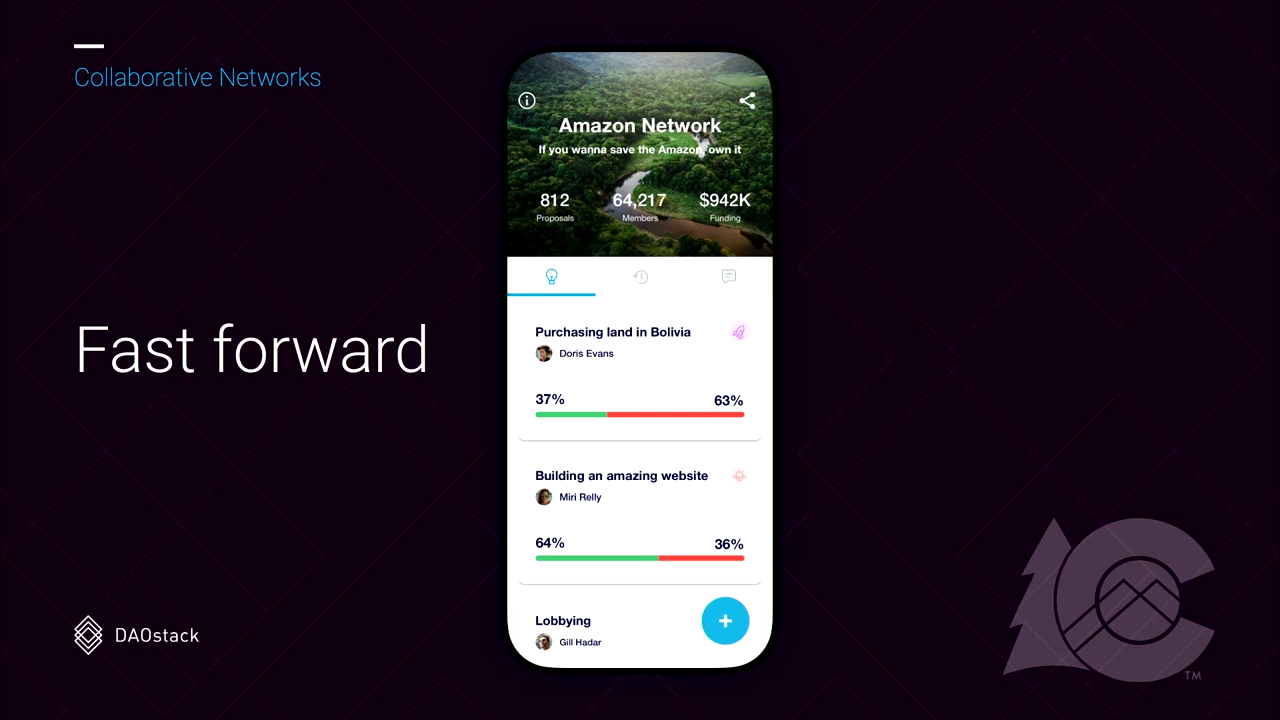 Collaborative Networks
Fast forward
DAOstack
Amazon Network
If you wanna save the Amazon, own it
812 64,217 $942K
Proposals Members Funding
Purchasing land in Bolivia
Doris Evans
37% 63%
Building an amazing website
Miri Relly
64% 36%
Lobbying
Gill Hadar
+
C
TM